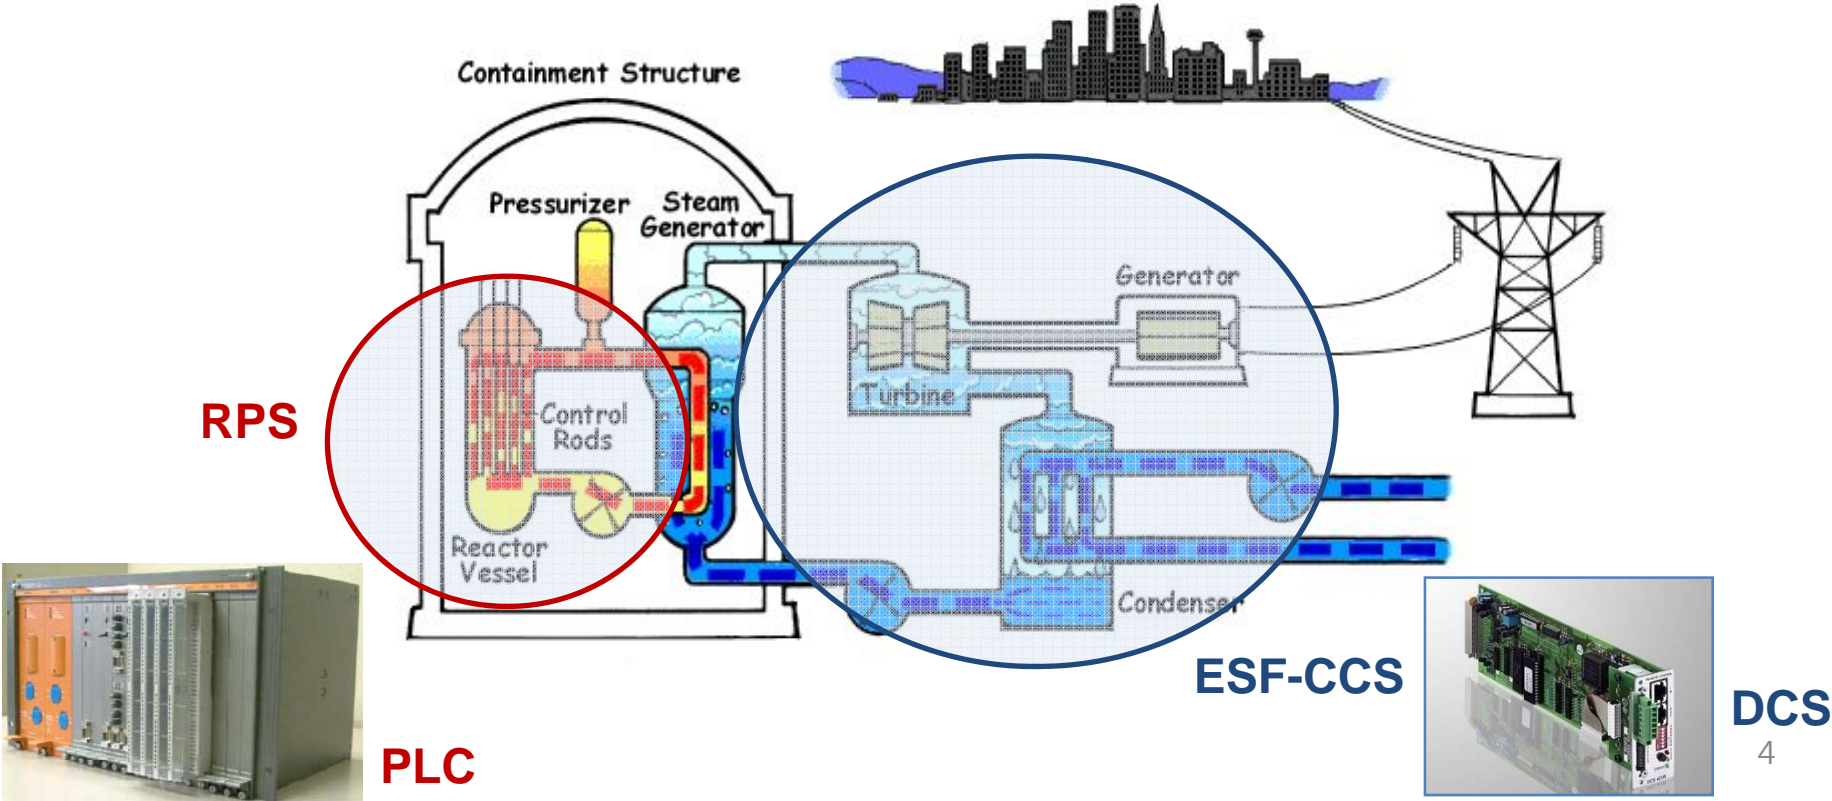 Containment Structure
Pressurizer
Steam
Generator
Generator
RPS
Control
Rods
Turbine
Reactor
Vessel
Condenser
ESF-CCS
DCS
4
PLC